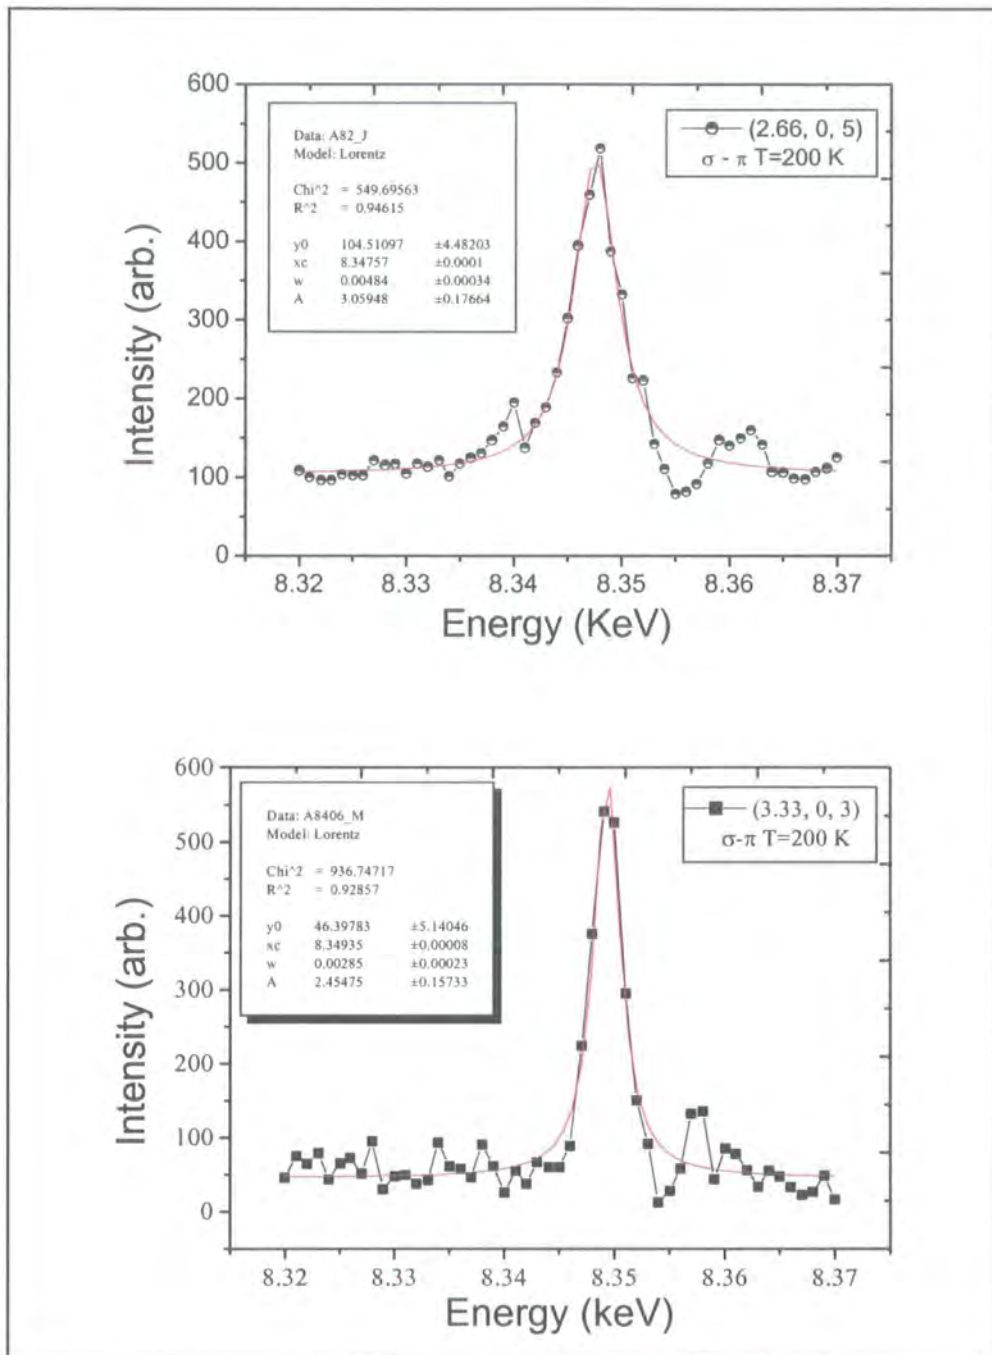 600
500
400
300
200
100
0
Intensity (arb.)
Data: A82_J
Model: Lorentz
Chi^2 = 549.69563
R^2 = 0.94615
y0 104.51097 ±4.48203
xc 8.34757 ±0.0001
w 0.00484 ±0.00034
A 3.05948 ±0.17664
(2.66, 0, 5)
σ - π T=200 K
8.32 8.33 8.34 8.35 8.36 8.37
Energy (KeV)
600
500
400
300
200
100
0
Intensity (arb.)
Data: A8406_M
Model: Lorentz
Chi^2 = 936.74717
R^2 = 0.92857
y0 46.39783 ±5.14046
xc 8.34935 ±0.00008
w 0.00285 ±0.00023
A 2.45475 ±0.15733
(3.33, 0, 3)
σ-π T=200 K
8.32 8.33 8.34 8.35 8.36 8.37
Energy (keV)